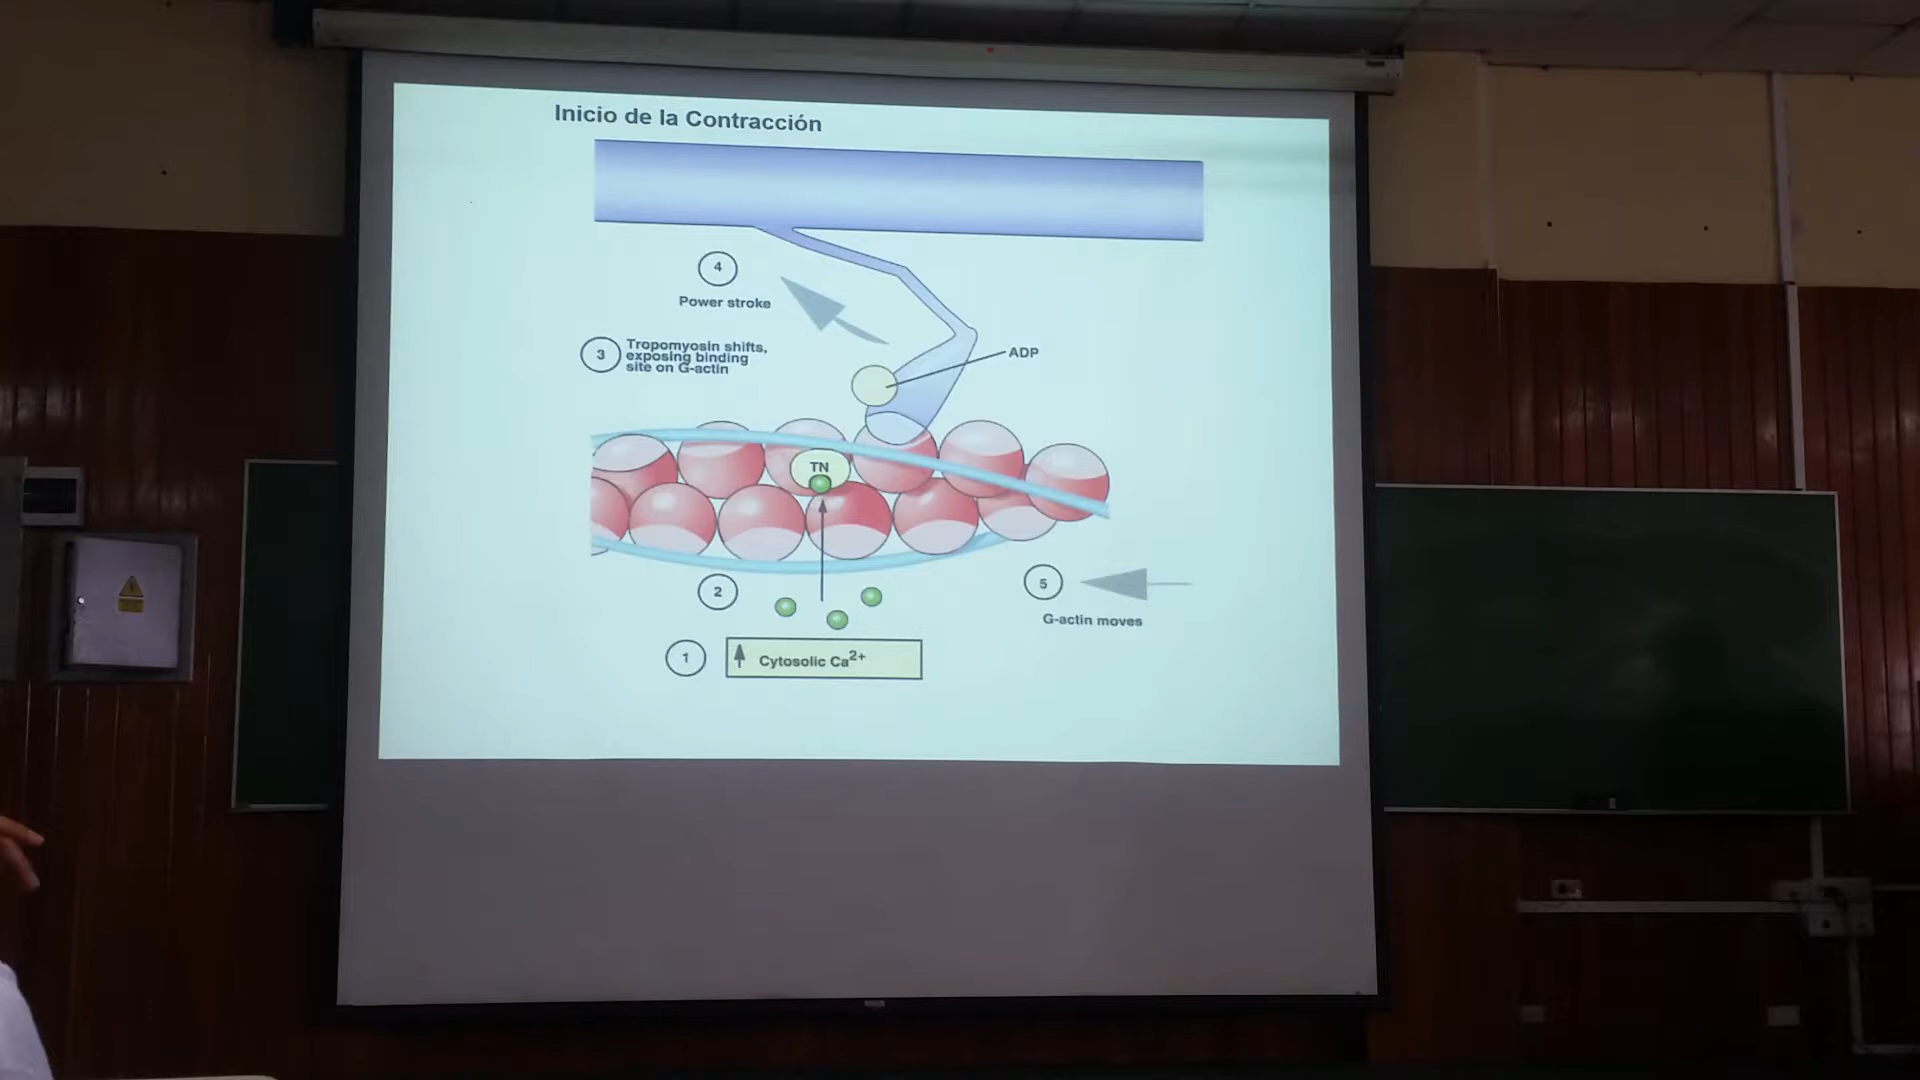 Inicio de la Contracción
4
Power stroke
3
Tropomyosin shifts,
exposing binding
site on G-actin
ADP
TN
2
5
G-actin moves
1
Cytosolic Ca2+